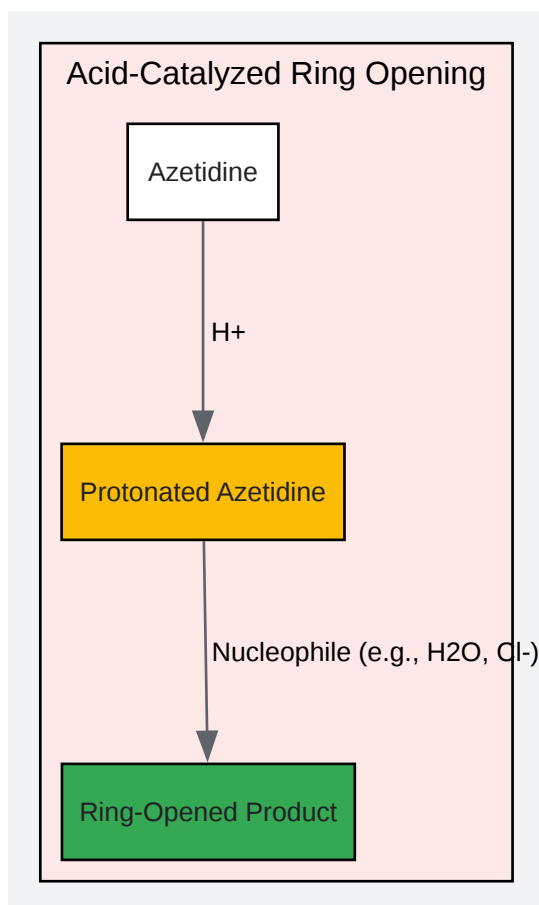 Acid-Catalyzed Ring Opening
Azetidine
H+
Protonated Azetidine
Nucleophile (e.g., H2O, Cl-)
Ring-Opened Product